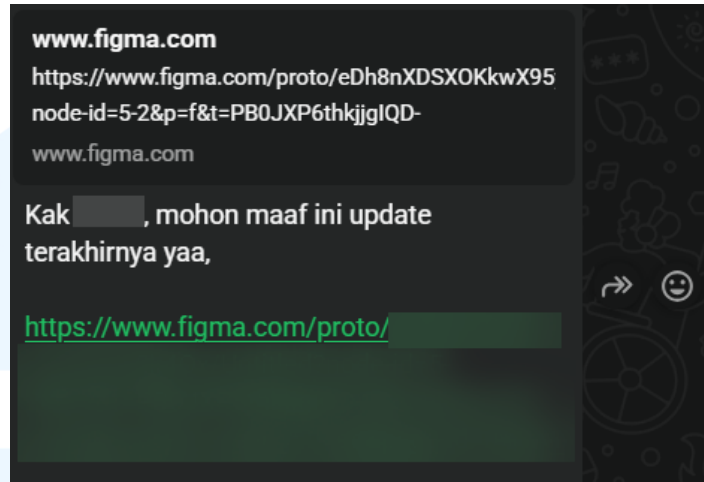 www.figma.com
https://www.figma.com/proto/eDh8nXDSXOKkwX95
node-id=5-2&p=f&t=PB0JXP6thkjjgIQD-
www.figma.com
Kak , mohon maaf ini update
terakhirnya yaa,
https://www.figma.com/proto/